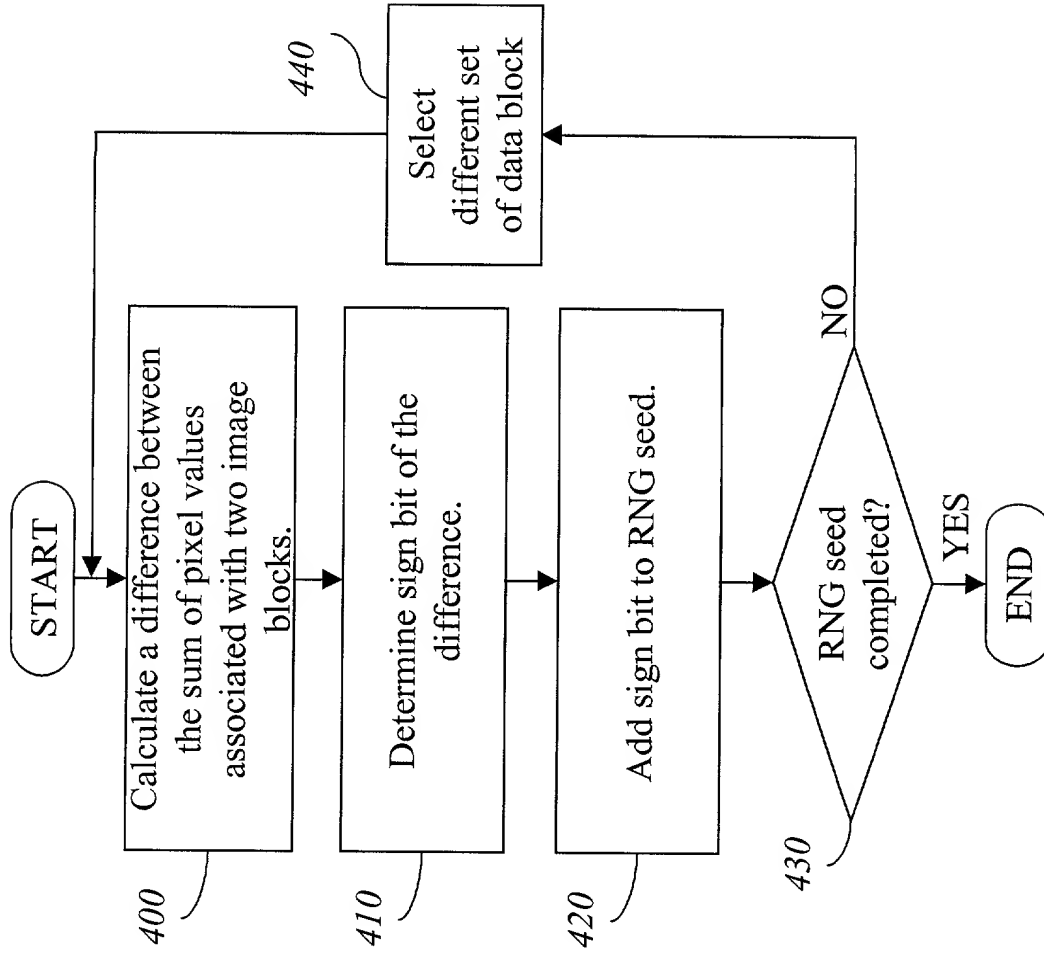 START
Calculate a difference between
the sum of pixel values
associated with two image
blocks.
400
Determine sign bit of the
difference.
410
Add sign bit to RNG seed.
420
RNG seed
completed?
430
NO
YES
Select
different set
of data block
440
END